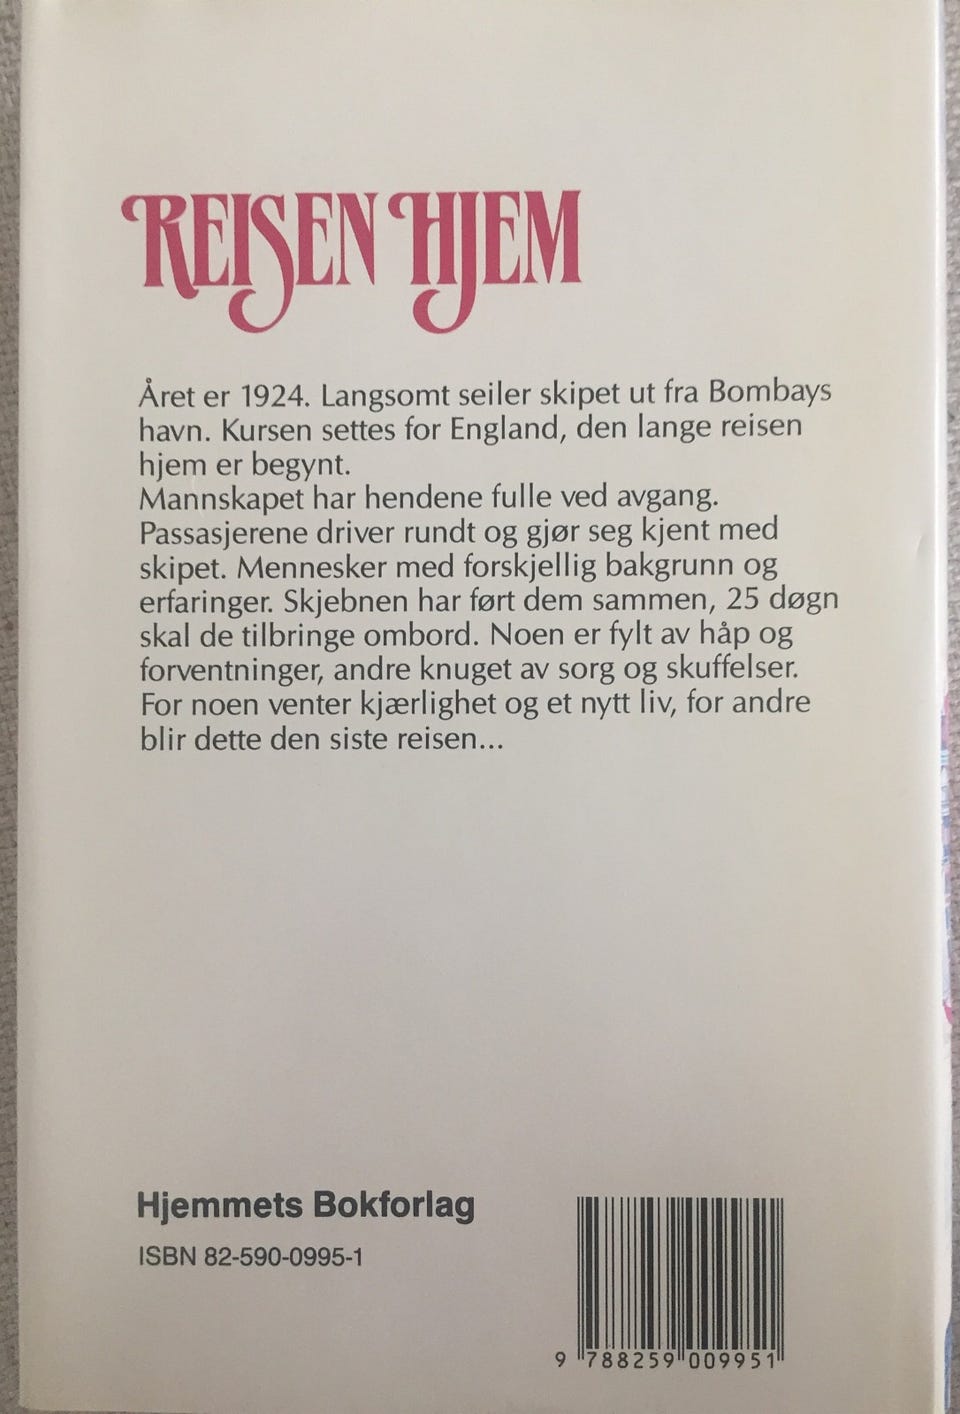 REISEN HJEM
Året er 1924. Langsomt seiler skipet ut fra Bombays
havn. Kursen settes for England, den lange reisen
hjem er begynt.
Mannskapet har hendene fulle ved avgang.
Passasjerene driver rundt og gjør seg kjent med
skipet. Mennesker med forskjellig bakgrunn og
erfaringer. Skjebnen har ført dem sammen, 25 døgn
skal de tilbringe ombord. Noen er fylt av håp og
forventninger, andre knuget av sorg og skuffelser.
For noen venter kjærlighet og et nytt liv, for andre
blir dette den siste reisen...
Hjemmets Bokforlag
ISBN 82-590-0995-1
9 788259 009951